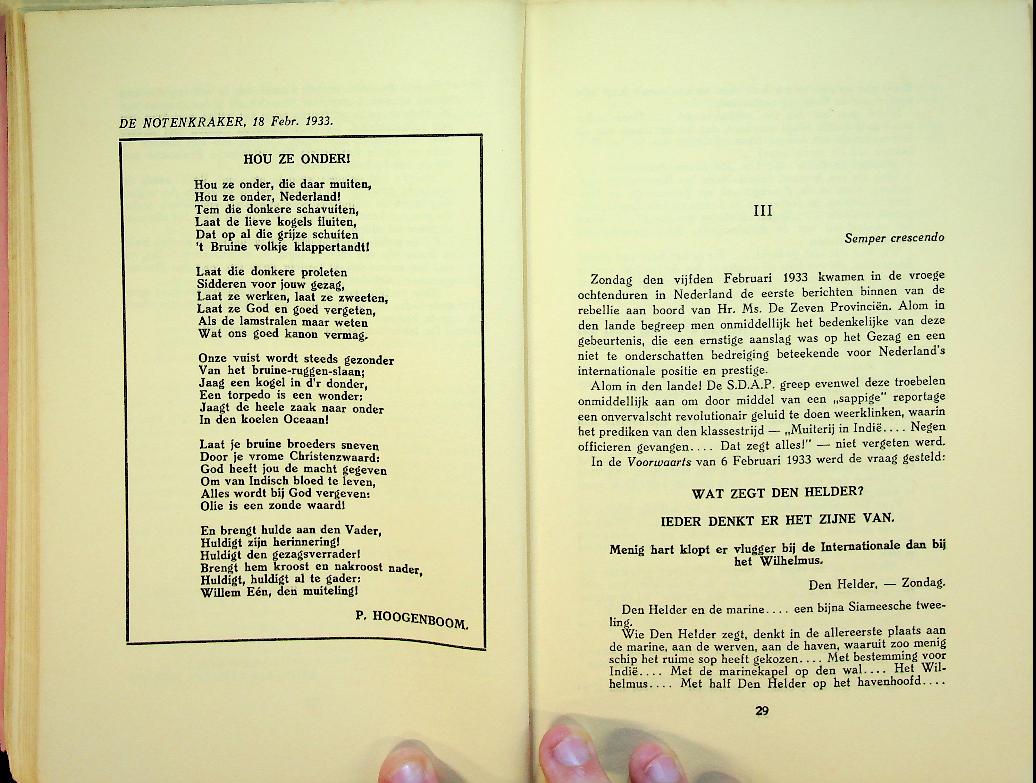 DE NOTENKRAKER, 18 Febr. 1933.
HOU ZE ONDER!
Hou ze onder, die daar muiten,
Hou ze onder, Nederland!
Tem die donkere schavuiten,
Laat de lieve kogels fluiten,
Dat op al die grijze schuiten
't Bruine volkje klappertandt!
Laat die donkere proleten
Sidderen voor jouw gezag,
Laat ze werken, laat ze zweeten,
Laat ze God en goed vergeten,
Als de lamstralen maar weten
Wat ons goed kanon vermag.
Onze vuist wordt steeds gezonder
Van het bruine-ruggen-slaan;
Jaag een kogel in d'r donder,
Een torpedo is een wonder;
Jaagt de heele zaak naar onder
In den koelen Oceaan!
Laat je bruine broeders sneven
Door je vrome Christenzwaard:
God heeft jou de macht gegeven
Om van Indisch bloed te leven,
Alles wordt bij God vergeven:
Olie is een zonde waard!
En brengt hulde aan den Vader,
Huldigt zijn herinnering!
Huldigt den gezagsverrader!
Brengt hem kroost en nakroost nader,
Huldigt, huldigt al te gader:
Willem Eén, den muiteling!
P. HOOGENBOOM.
III
Semper crescendo
Zondag den vijfden Februari 1933 kwamen in de vroege
ochtenduren in Nederland de eerste berichten binnen van de
rebellie aan boord van Hr. Ms. De Zeven Provinciën. Alom in
den lande begreep men onmiddellijk het bedenkelijke van deze
gebeurtenis, die een ernstige aanslag was op het Gezag en een
niet te onderschatten bedreiging beteekende voor Nederland's
internationale positie en prestige.
Alom in den lande! De S.D.A.P. greep evenwel deze troebelen
onmiddellijk aan om door middel van een „sappige" reportage
een onvervalscht revolutionair geluid te doen weerklinken, waarin
het prediken van den klassestrijd — „Muiterij in Indië.... Negen
officieren gevangen.... Dat zegt alles!" — niet vergeten werd.
In de Voorwaarts van 6 Februari 1933 werd de vraag gesteld:
WAT ZEGT DEN HELDER?
IEDER DENKT ER HET ZIJNE VAN.
Menig hart klopt er vlugger bij de Internationale dan bij
het Wilhelmus.
Den Helder, — Zondag.
Den Helder en de marine.... een bijna Siameesche twee-
ling.
Wie Den Helder zegt, denkt in de allereerste plaats aan
de marine, aan de werven, aan de haven, waaruit zoo menig
schip het ruime sop heeft gekozen.... Met bestemming voor
Indië.... Met de marinekapel op den wal.... Het Wil-
helmus.... Met half Den Helder op het havenhoofd....
29